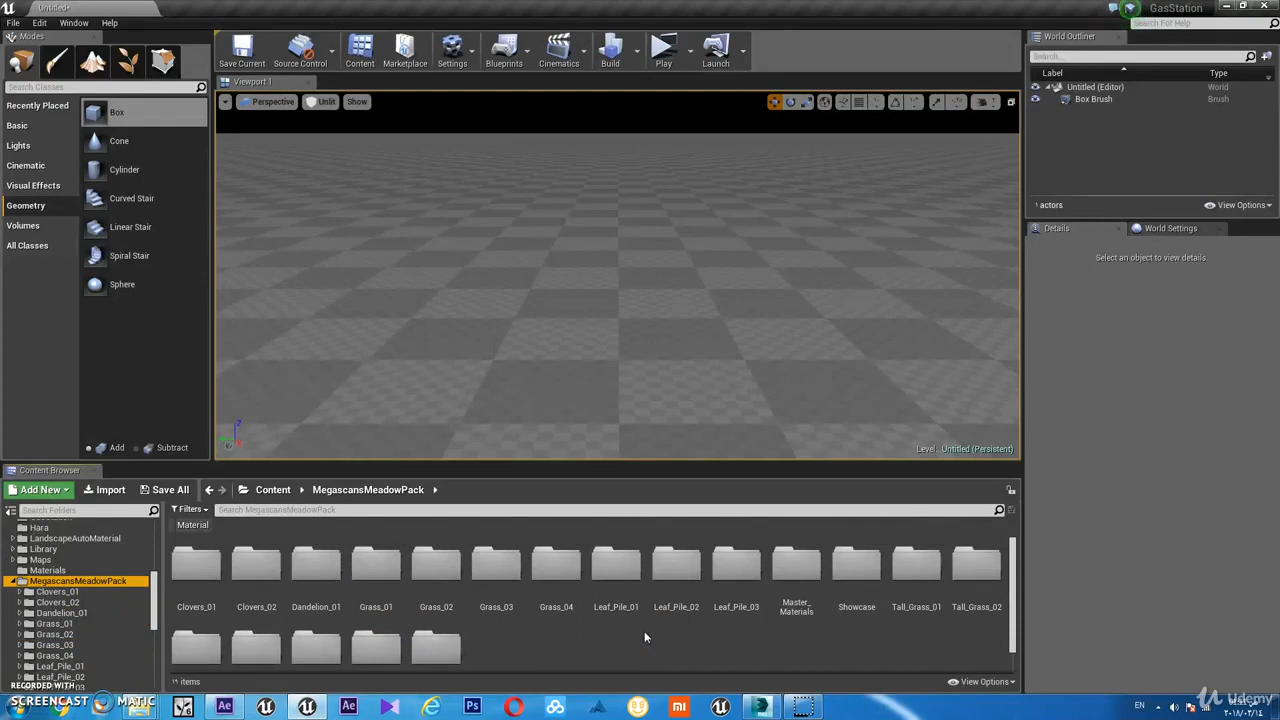 Untitled*
GasStation
File Edit Window Help
Search For Help
Modes
Search Classes
Recently Placed
Basic
Lights
Cinematic
Visual Effects
Geometry
Volumes
All Classes
Box
Cone
Cylinder
Curved Stair
Linear Stair
Spiral Stair
Sphere
Add Subtract
Save Current Source Control Content Marketplace Settings Blueprints Cinematics Build Play Launch
Viewport 1
Perspective Unlit Show
Level: Untitled (Persistent)
World Outliner
Search...
Label Type
Untitled (Editor) World
Box Brush Brush
1 actors View Options
Details World Settings
Select an object to view details.
Content Browser
Add New Import Save All Content MegascansMeadowPack
Search Folders
Filters Search MegascansMeadowPack
Material
Hara
LandscapeAutoMaterial
Library
Maps
Materials
MegascansMeadowPack
Clovers_01
Clovers_02
Dandelion_01
Grass_01
Grass_02
Grass_03
Grass_04
Leaf_Pile_01
Leaf_Pile_02
Clovers_01 Clovers_02 Dandelion_01 Grass_01 Grass_02 Grass_03 Grass_04 Leaf_Pile_01 Leaf_Pile_02 Leaf_Pile_03 Master_
Materials Showcase Tall_Grass_01 Tall_Grass_02
19 items View Options
RECORDED WITH
SCREENCAST MATIC
EN
Udemy